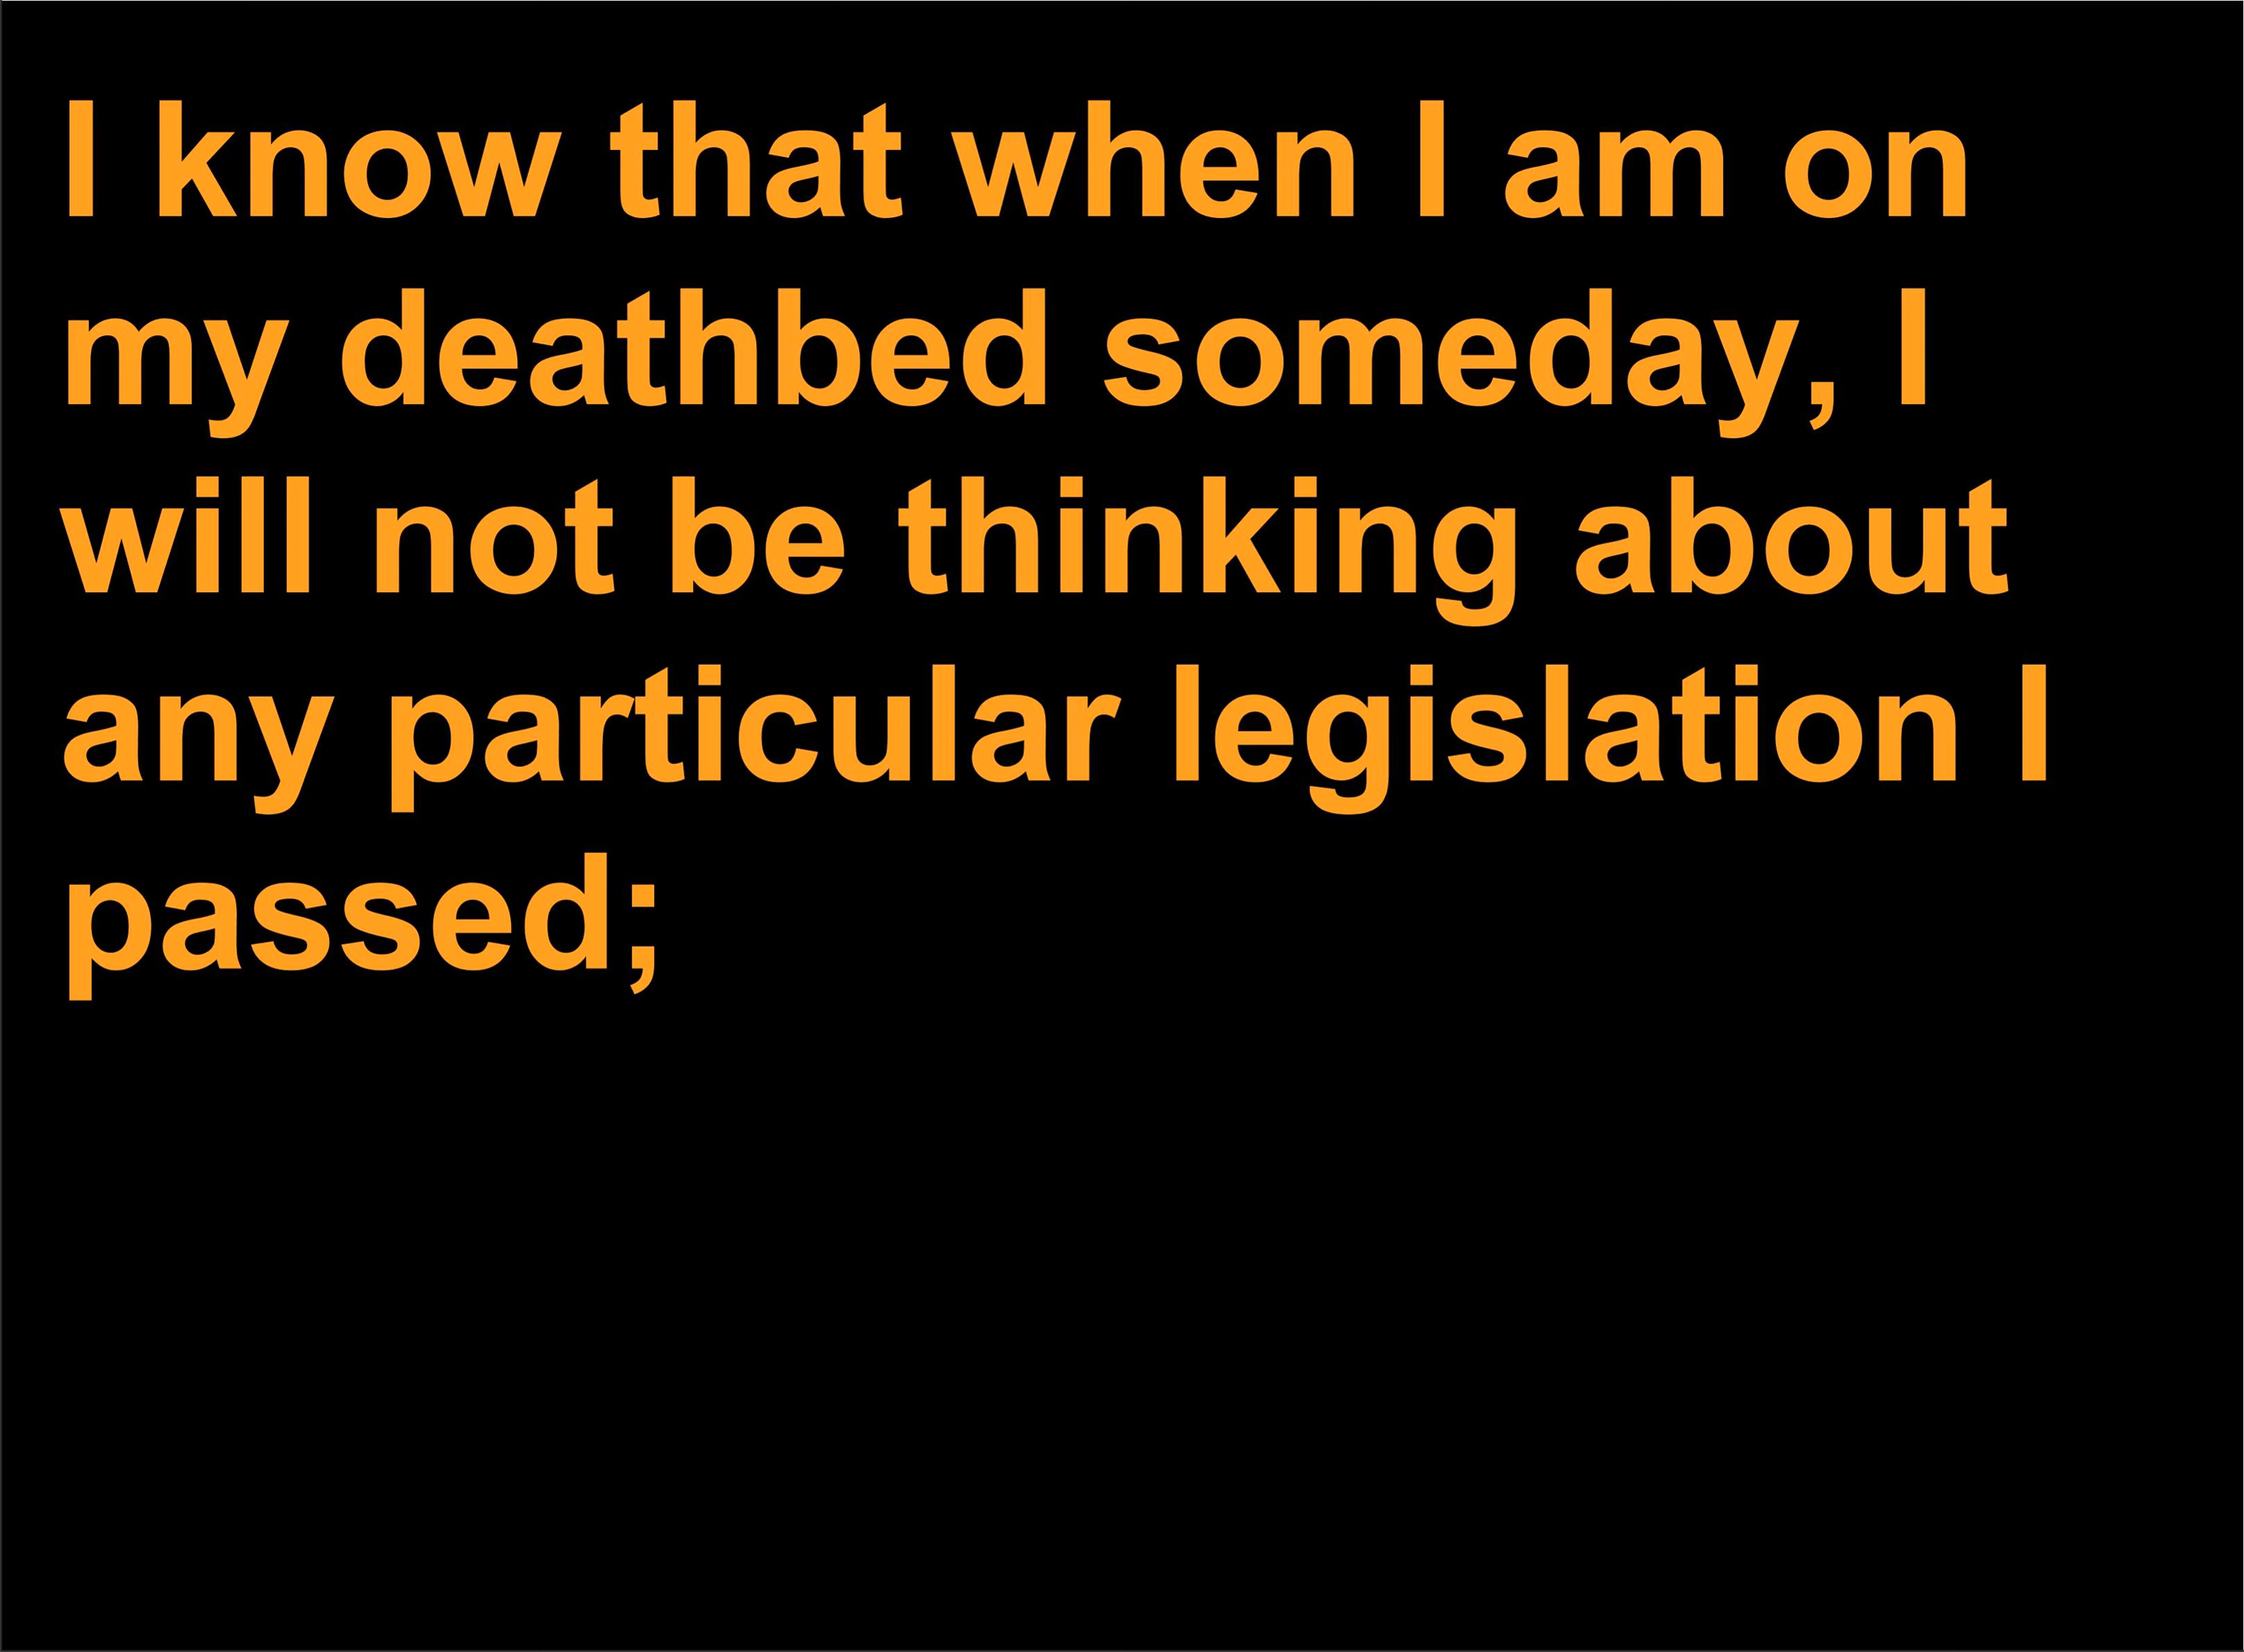 I know that when I am on
my deathbed someday, I
will not be thinking about
any particular legislation I
passed;